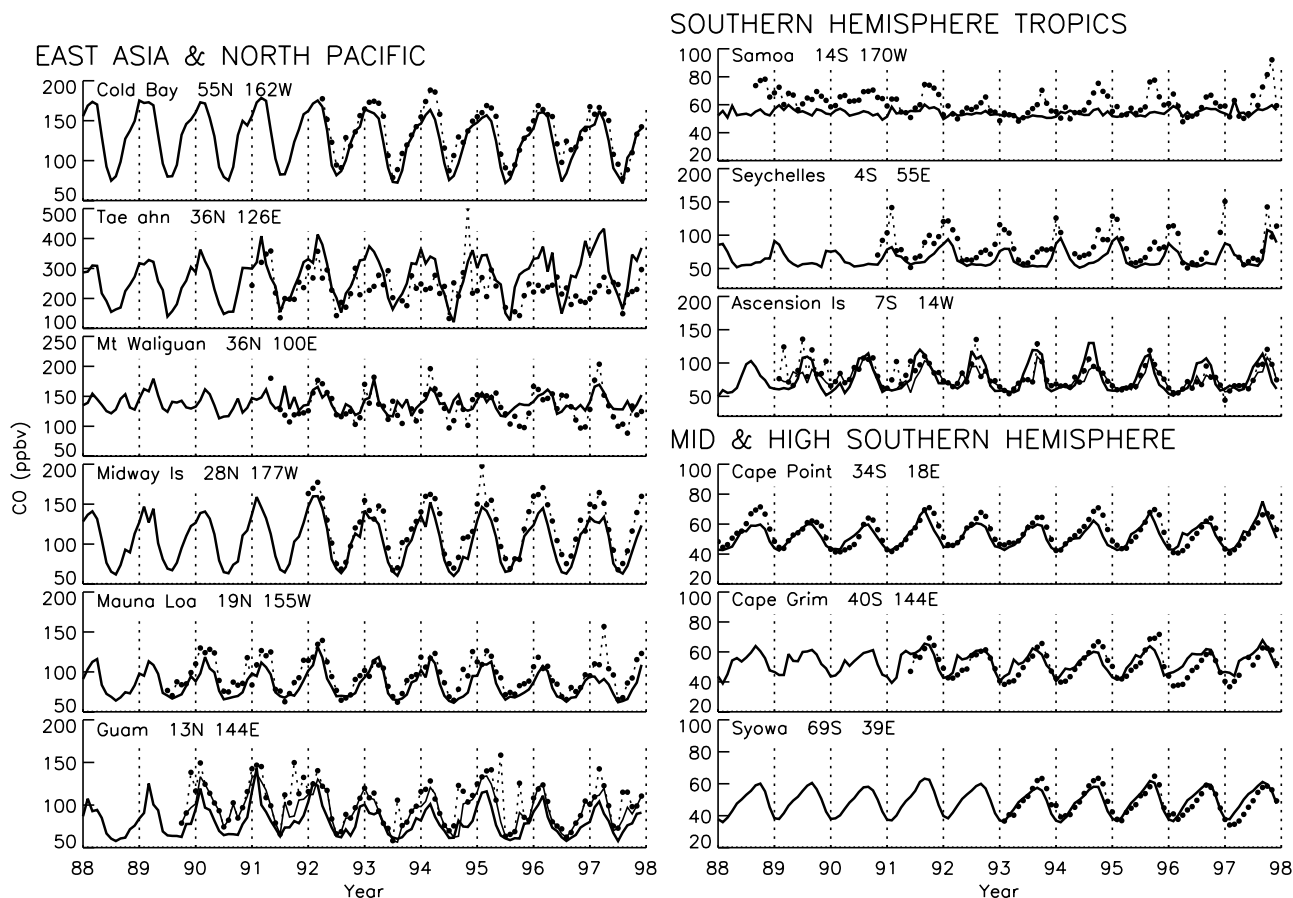 EAST ASIA & NORTH PACIFIC
CO (ppbv)
Cold Bay 55N 162W
200
150
100
50
Tae ahn 36N 126E
500
400
300
200
100
Mt Waliguan 36N 100E
250
200
150
100
50
Midway Is 28N 177W
200
150
100
50
Mauna Loa 19N 155W
200
150
100
50
Guam 13N 144E
200
150
100
50
88 89 90 91 92 93 94 95 96 97 98
Year
SOUTHERN HEMISPHERE TROPICS
Samoa 14S 170W
100
80
60
40
20
Seychelles 4S 55E
200
150
100
50
Ascension Is 7S 14W
200
150
100
50
MID & HIGH SOUTHERN HEMISPHERE
Cape Point 34S 18E
100
80
60
40
20
Cape Grim 40S 144E
100
80
60
40
20
Syowa 69S 39E
100
80
60
40
20
88 89 90 91 92 93 94 95 96 97 98
Year